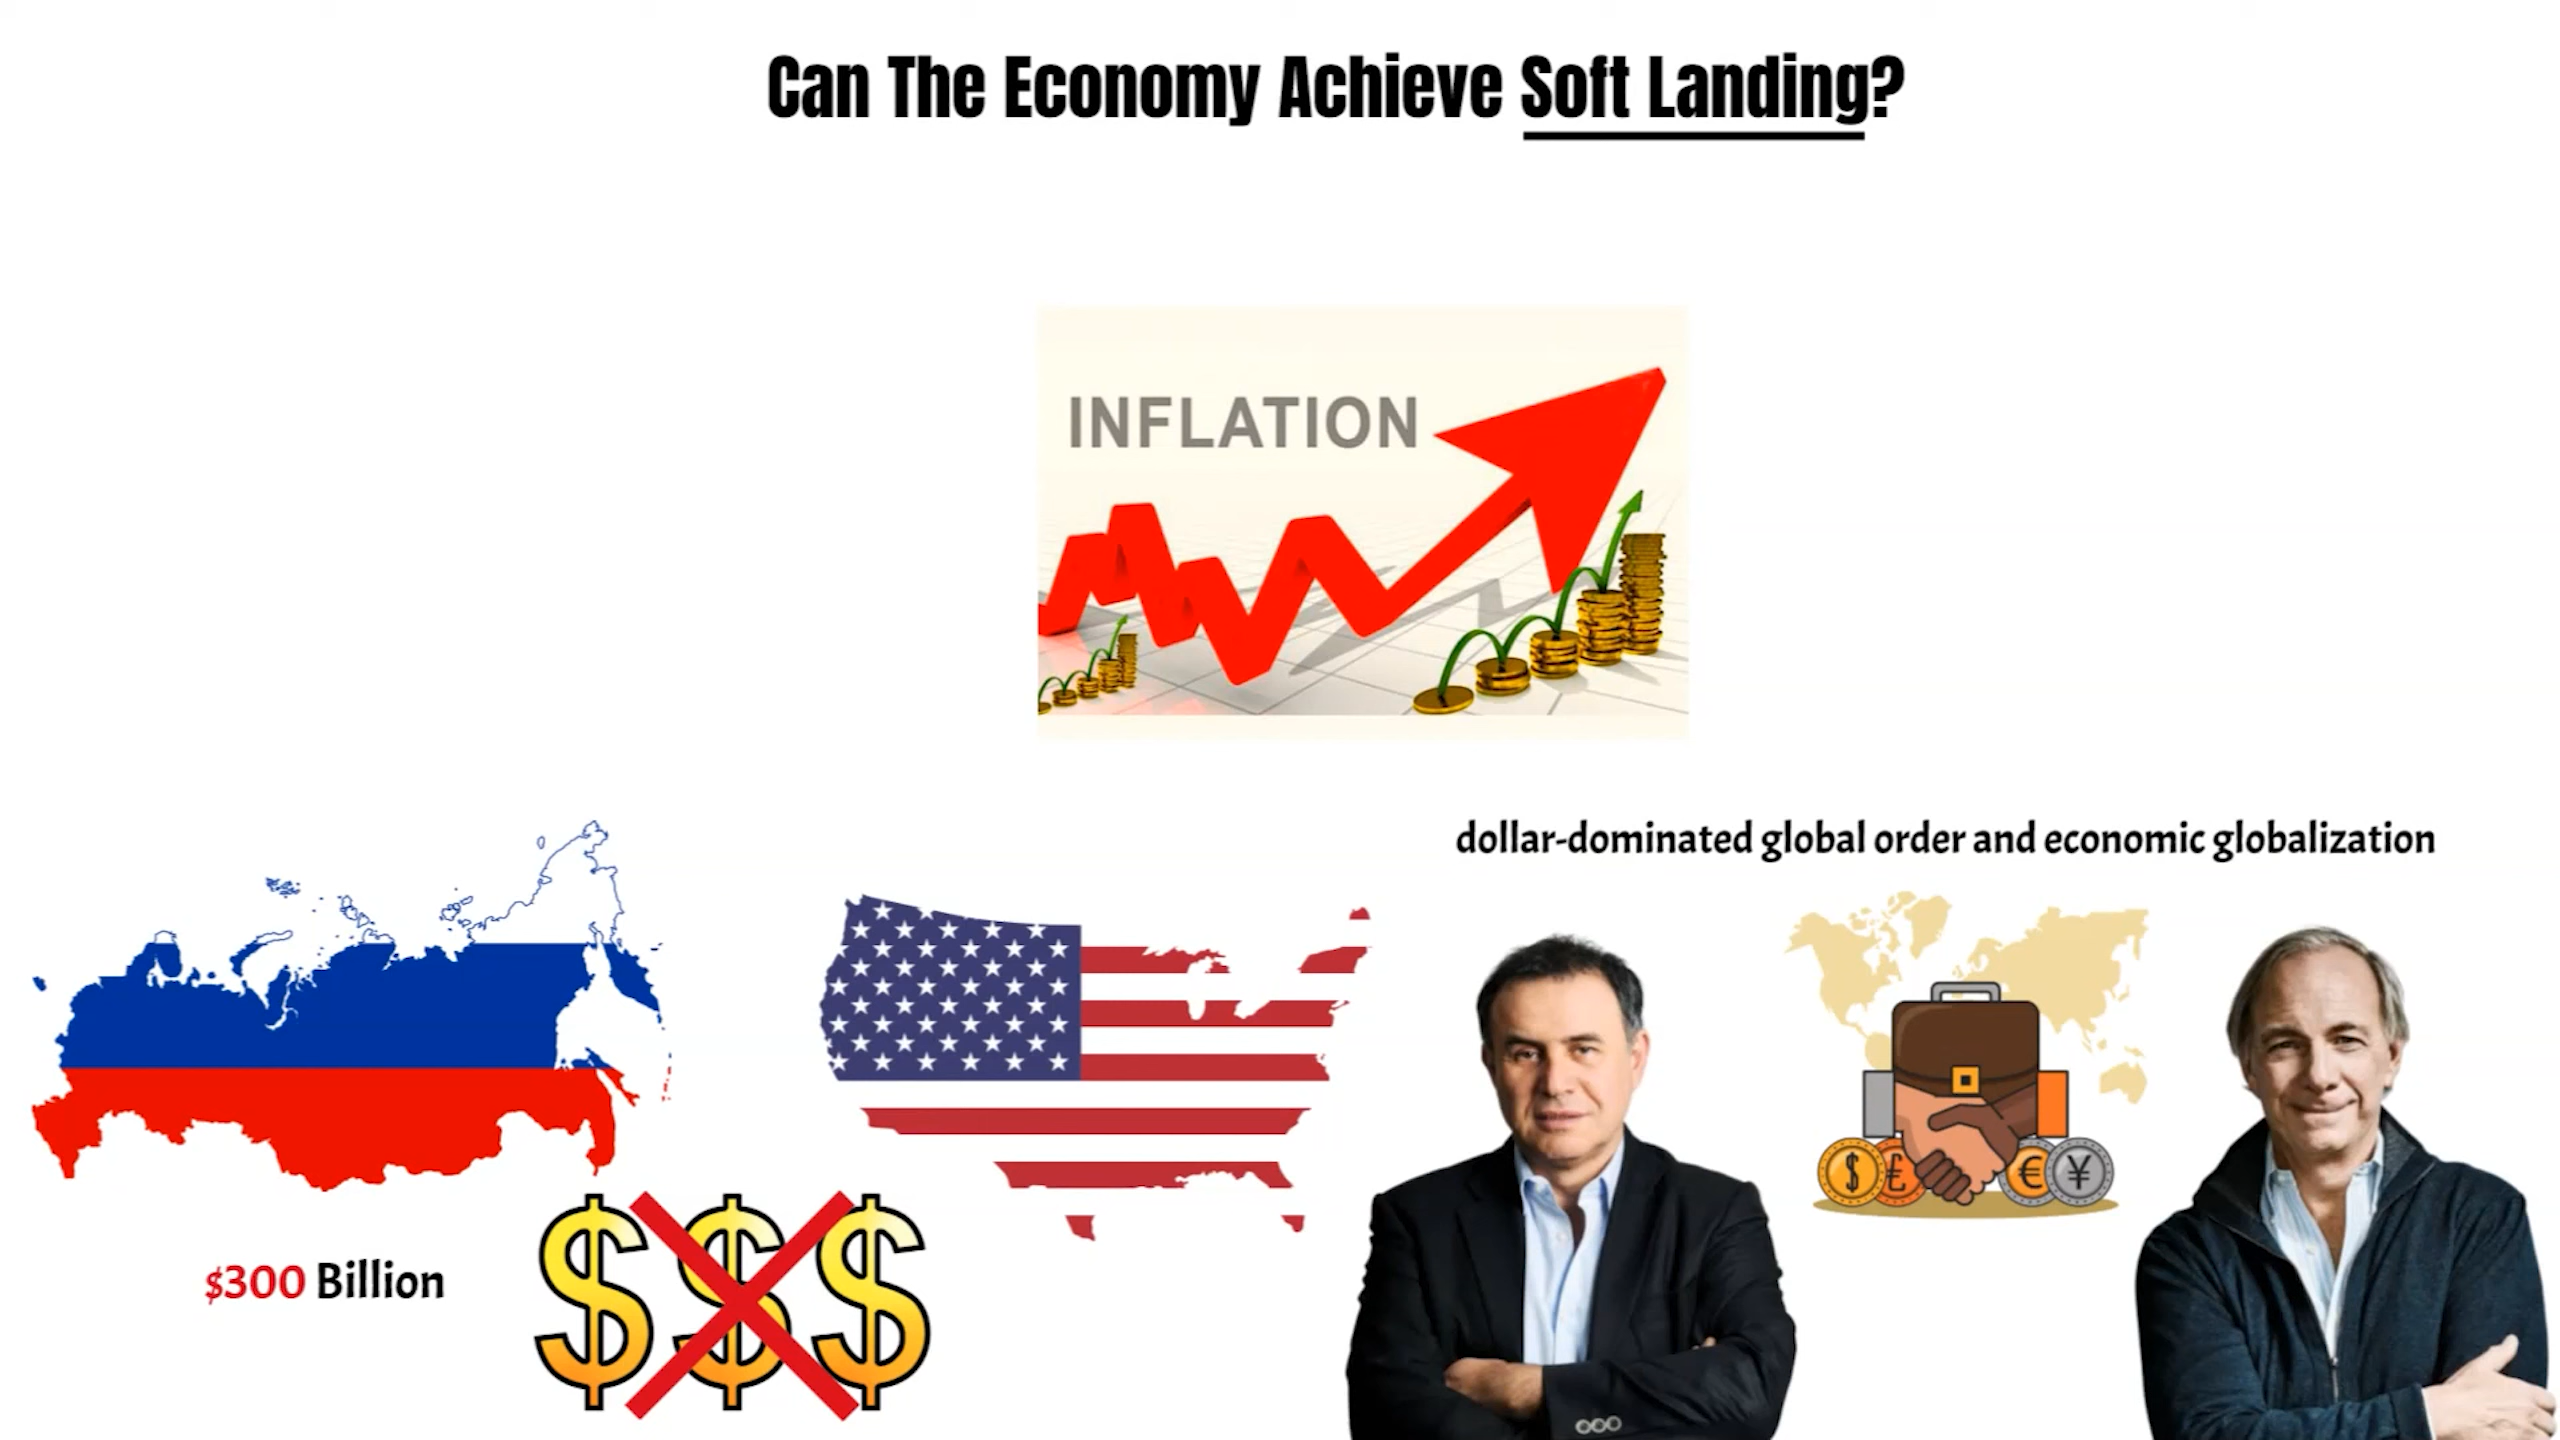 Can The Economy Achieve Soft Landing?
INFLATION
dollar-dominated global order and economic globalization
$ £ € ¥
$300 Billion
$$$